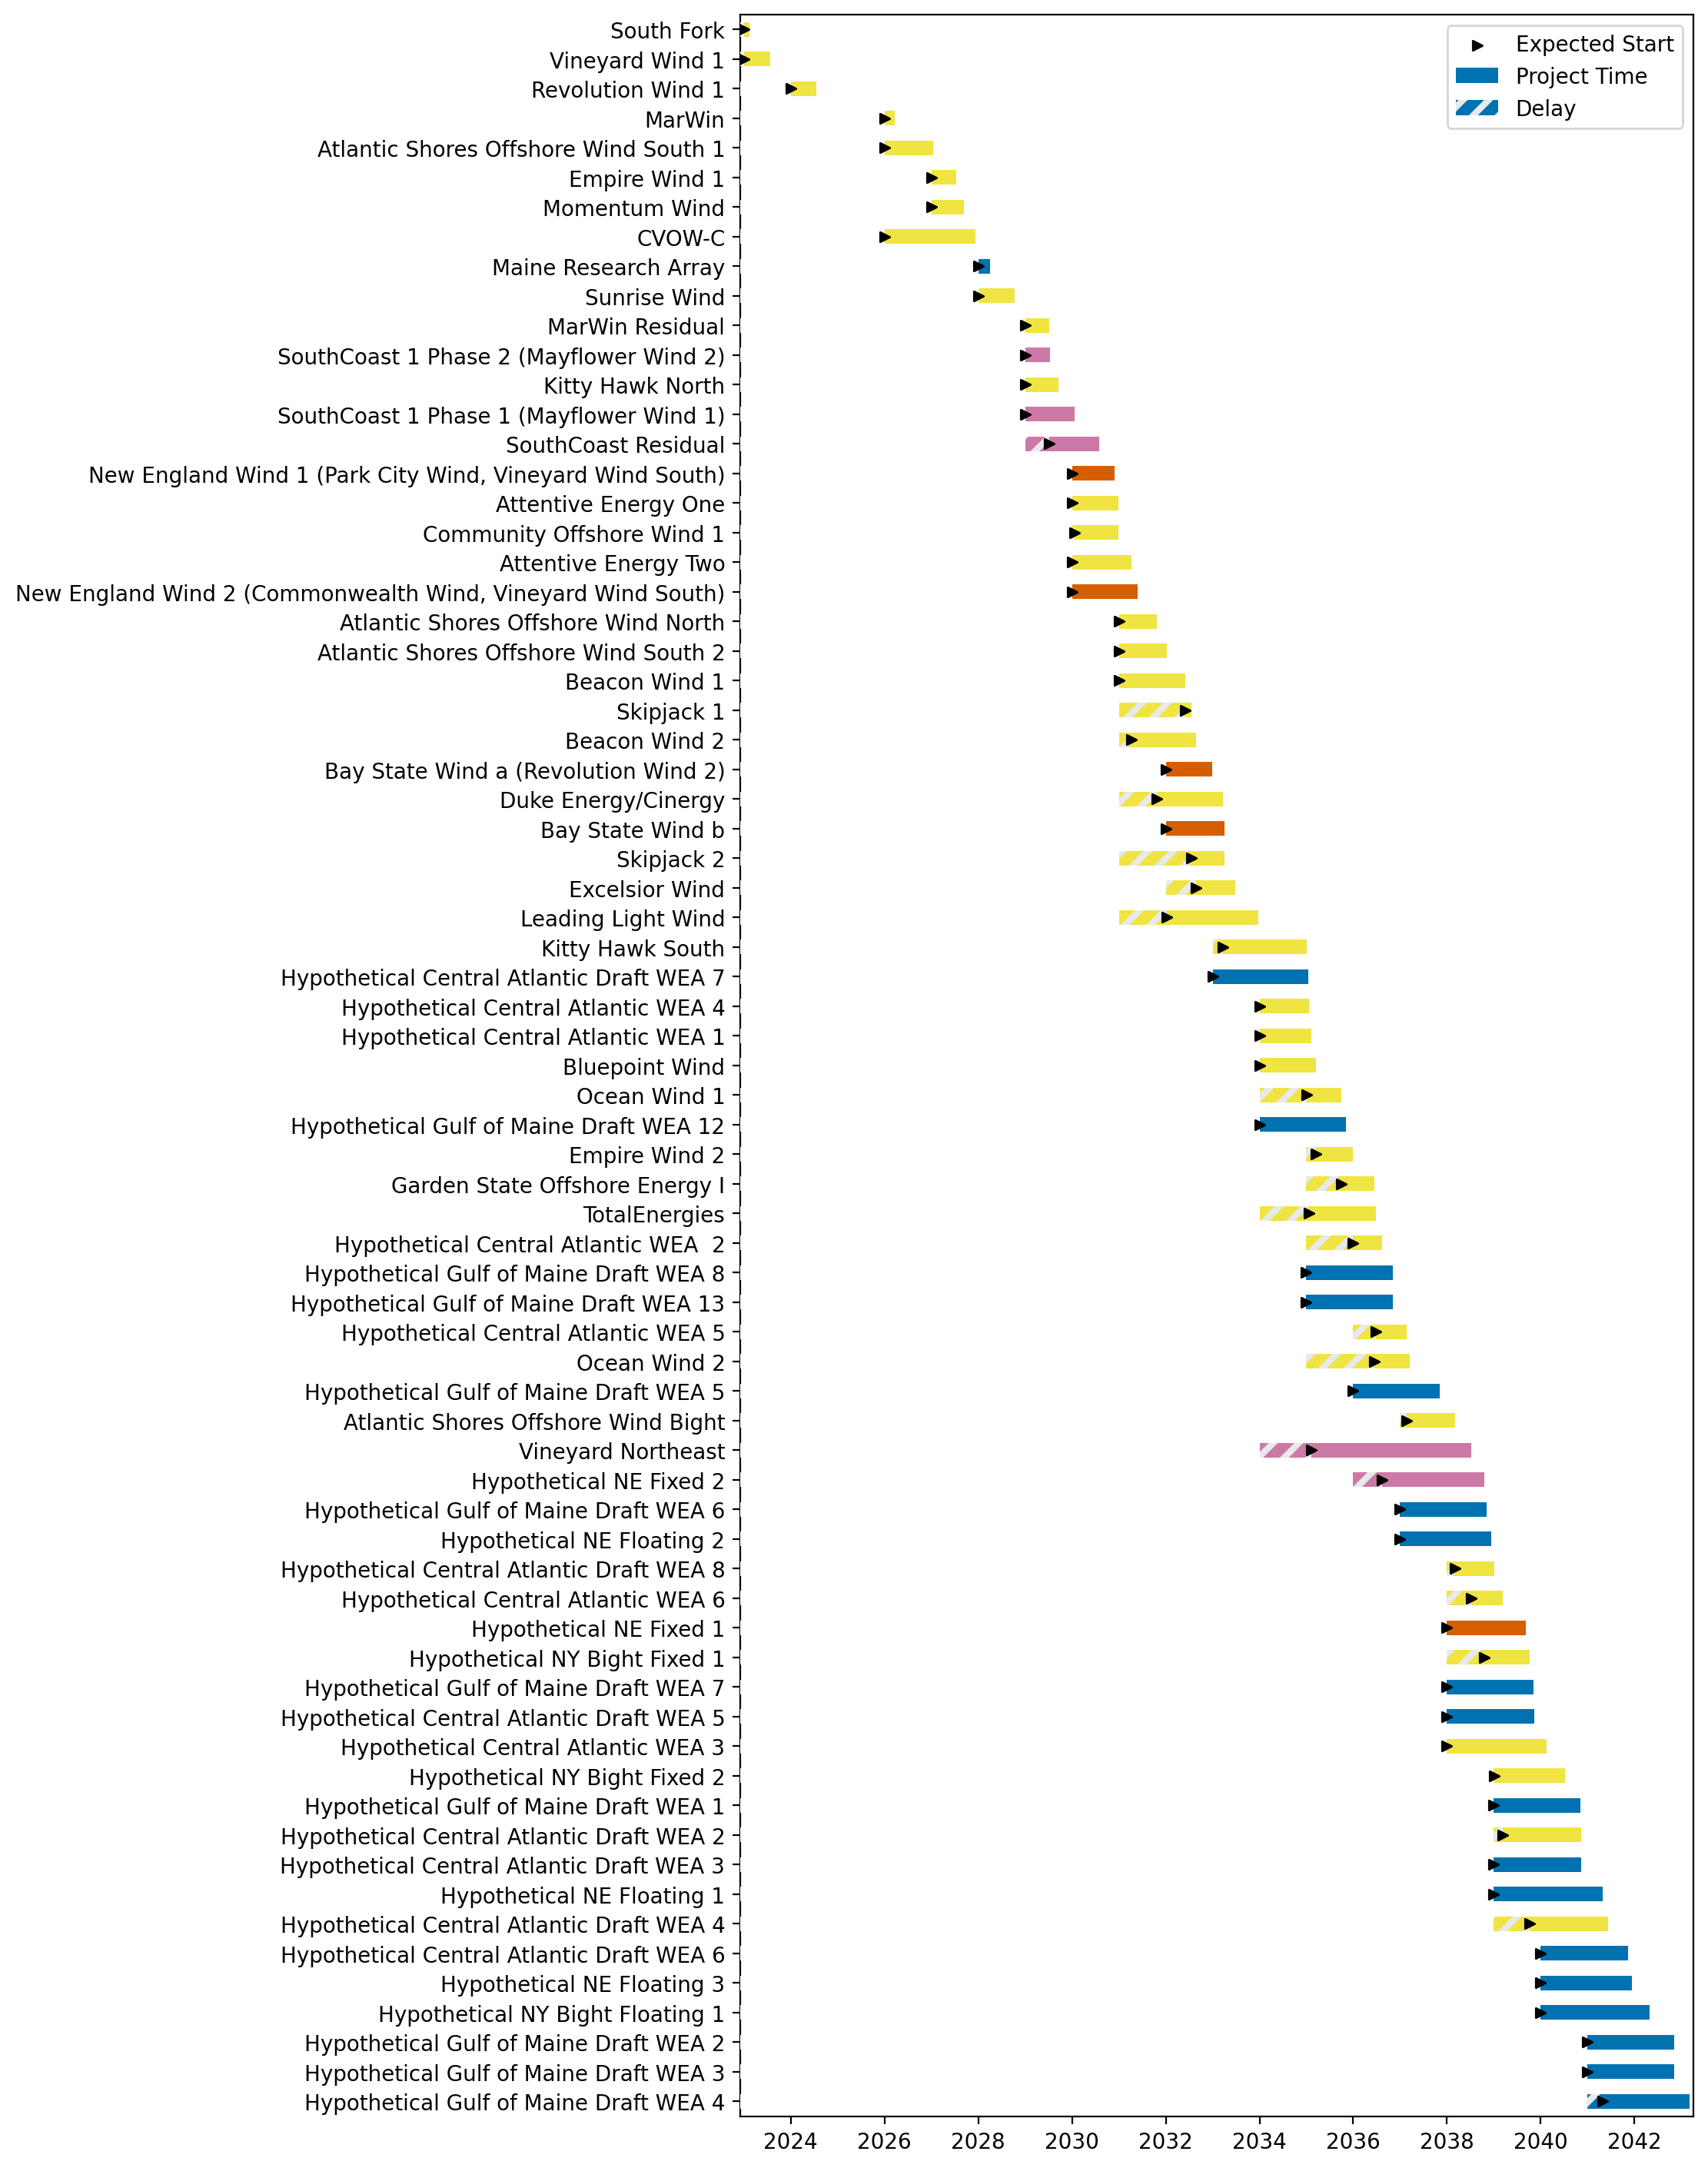 South Fork
Vineyard Wind 1
Revolution Wind 1
MarWin
Atlantic Shores Offshore Wind South 1
Empire Wind 1
Momentum Wind
CVOW-C
Maine Research Array
Sunrise Wind
MarWin Residual
SouthCoast 1 Phase 2 (Mayflower Wind 2)
Kitty Hawk North
SouthCoast 1 Phase 1 (Mayflower Wind 1)
SouthCoast Residual
New England Wind 1 (Park City Wind, Vineyard Wind South)
Attentive Energy One
Community Offshore Wind 1
Attentive Energy Two
New England Wind 2 (Commonwealth Wind, Vineyard Wind South)
Atlantic Shores Offshore Wind North
Atlantic Shores Offshore Wind South 2
Beacon Wind 1
Skipjack 1
Beacon Wind 2
Bay State Wind a (Revolution Wind 2)
Duke Energy/Cinergy
Bay State Wind b
Skipjack 2
Excelsior Wind
Leading Light Wind
Kitty Hawk South
Hypothetical Central Atlantic Draft WEA 7
Hypothetical Central Atlantic WEA 4
Hypothetical Central Atlantic WEA 1
Bluepoint Wind
Ocean Wind 1
Hypothetical Gulf of Maine Draft WEA 12
Empire Wind 2
Garden State Offshore Energy I
TotalEnergies
Hypothetical Central Atlantic WEA  2
Hypothetical Gulf of Maine Draft WEA 8
Hypothetical Gulf of Maine Draft WEA 13
Hypothetical Central Atlantic WEA 5
Ocean Wind 2
Hypothetical Gulf of Maine Draft WEA 5
Atlantic Shores Offshore Wind Bight
Vineyard Northeast
Hypothetical NE Fixed 2
Hypothetical Gulf of Maine Draft WEA 6
Hypothetical NE Floating 2
Hypothetical Central Atlantic Draft WEA 8
Hypothetical Central Atlantic WEA 6
Hypothetical NE Fixed 1
Hypothetical NY Bight Fixed 1
Hypothetical Gulf of Maine Draft WEA 7
Hypothetical Central Atlantic Draft WEA 5
Hypothetical Central Atlantic WEA 3
Hypothetical NY Bight Fixed 2
Hypothetical Gulf of Maine Draft WEA 1
Hypothetical Central Atlantic Draft WEA 2
Hypothetical Central Atlantic Draft WEA 3
Hypothetical NE Floating 1
Hypothetical Central Atlantic Draft WEA 4
Hypothetical Central Atlantic Draft WEA 6
Hypothetical NE Floating 3
Hypothetical NY Bight Floating 1
Hypothetical Gulf of Maine Draft WEA 2
Hypothetical Gulf of Maine Draft WEA 3
Hypothetical Gulf of Maine Draft WEA 4
Expected Start
Project Time
Delay
2024 2026 2028 2030 2032 2034 2036 2038 2040 2042